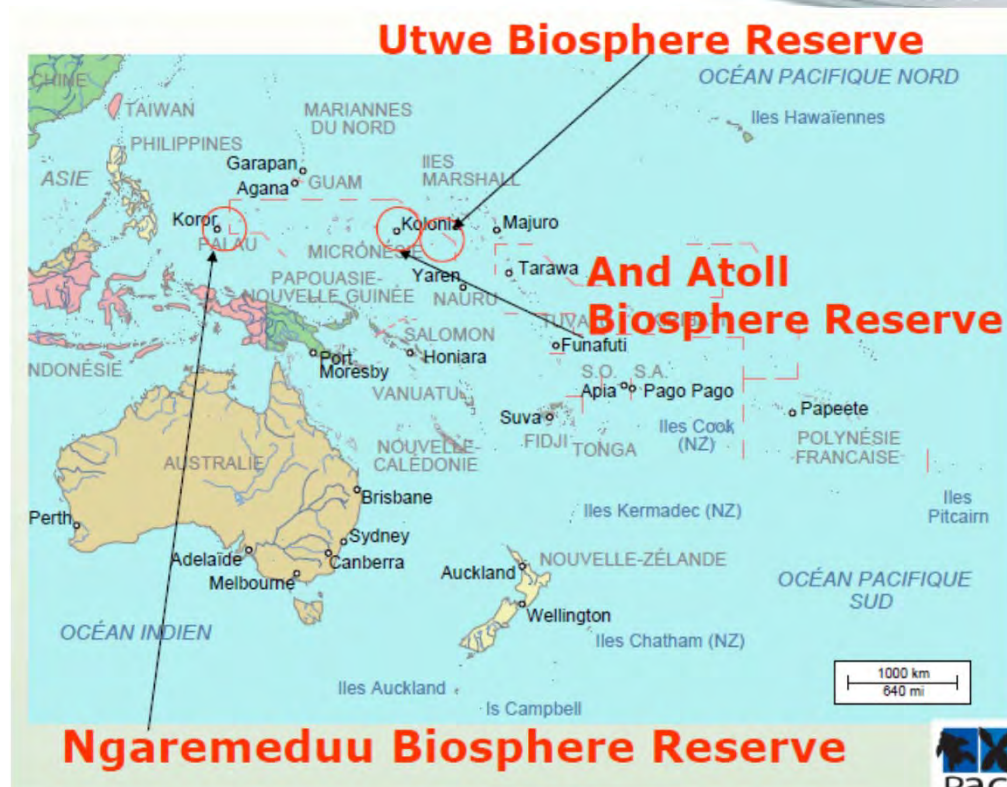 Utwe Biosphere Reserve
OCÉAN PACIFIQUE NORD
CHINE
TAIWAN
MARIANNES
DU NORD
Iles Hawaïennes
PHILIPPINES
ASIE
Garapan
Agana
GUAM
IlES
MARSHALL
Koror
PALAU
Kolonia
Majuro
MICRÓNÉSIE
Yaren
NAURU
Tarawa
And Atoll
Biosphere Reserve
PAPOUASIE-
NOUVELLE GUINÉE
SALOMON
Honiara
Funafuti
NDONÉSIE
Port
Moresby
VANUATU
S.O.
S.A.
Apia
Pago Pago
Suva
FIDJI
TONGA
Iles Cook
(NZ)
Papeete
POLYNÉSIE
FRANCAISE
NOUVELLE-
CALÉDONIE
AUSTRALIE
Brisbane
Iles
Pitcairn
Perth
Iles Kermadec (NZ)
Sydney
Adelaïde
Canberra
Melbourne
Auckland
NOUVELLE-ZÉLANDE
OCÉAN PACIFIQUE
SUD
Wellington
OCÉAN INDIEN
Iles Chatham (NZ)
1000 km
640 mi
Iles Auckland
Is Campbell
Ngaremeduu Biosphere Reserve